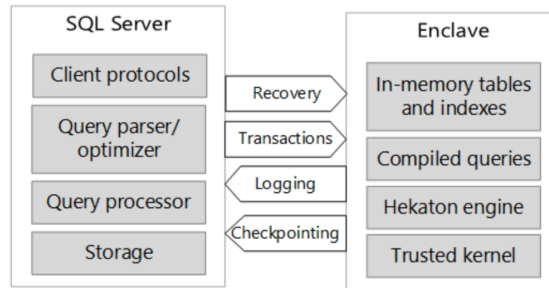 SQL Server
Client protocols
Query parser/
optimizer
Query processor
Storage
Recovery
Transactions
Logging
Checkpointing
Enclave
In-memory tables
and indexes
Compiled queries
Hekaton engine
Trusted kernel